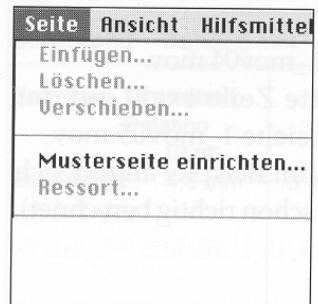 Seite Ansicht Hilfsmittel
Einfügen...
Löschen...
Verschieben...
Musterseite einrichten...
Ressort...